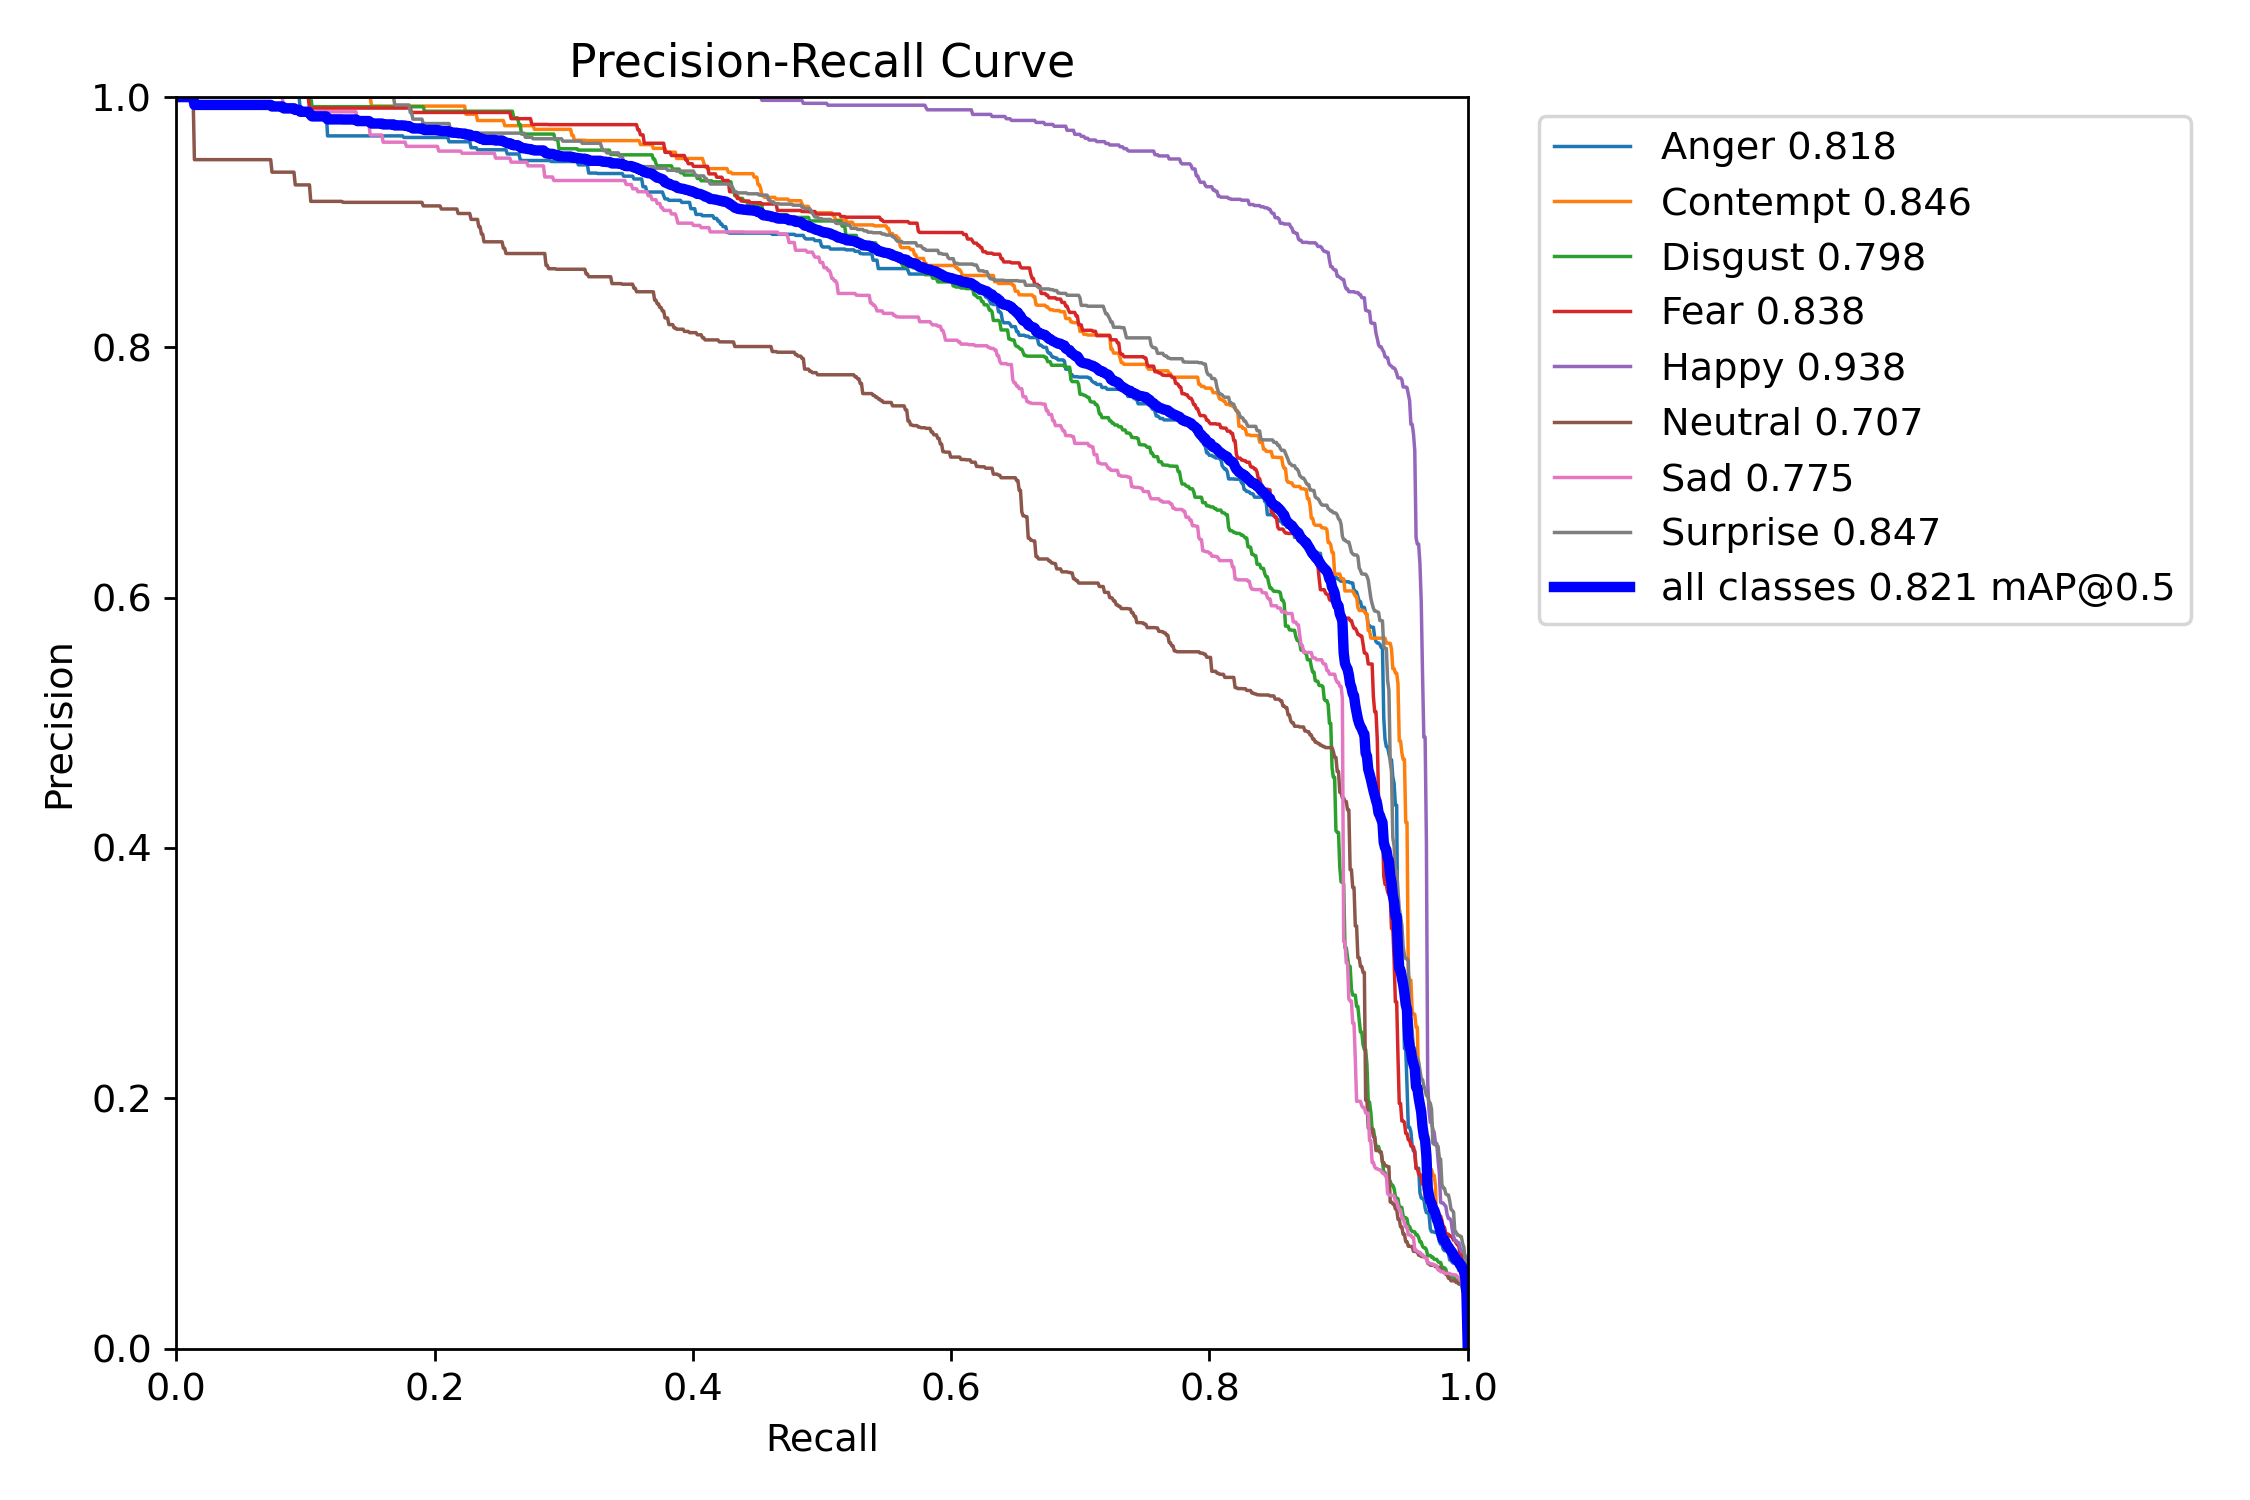 Precision-Recall Curve
1.0
0.8
0.6
0.4
0.2
0.0
Precision
0.0 0.2 0.4 0.6 0.8 1.0
Recall
Anger 0.818
Contempt 0.846
Disgust 0.798
Fear 0.838
Happy 0.938
Neutral 0.707
Sad 0.775
Surprise 0.847
all classes 0.821 mAP@0.5